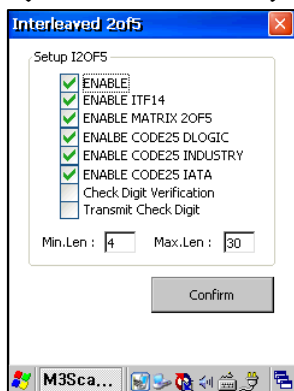 Interleaved 2of5
Setup I2OF5
ENABLE
ENABLE ITF14
ENABLE MATRIX 2OF5
ENALBE CODE25 DLOGIC
ENABLE CODE25 INDUSTRY
ENABLE CODE25 IATA
Check Digit Verification
Transmit Check Digit
Min.Len : 4 Max.Len : 30
Confirm
M3Sca...